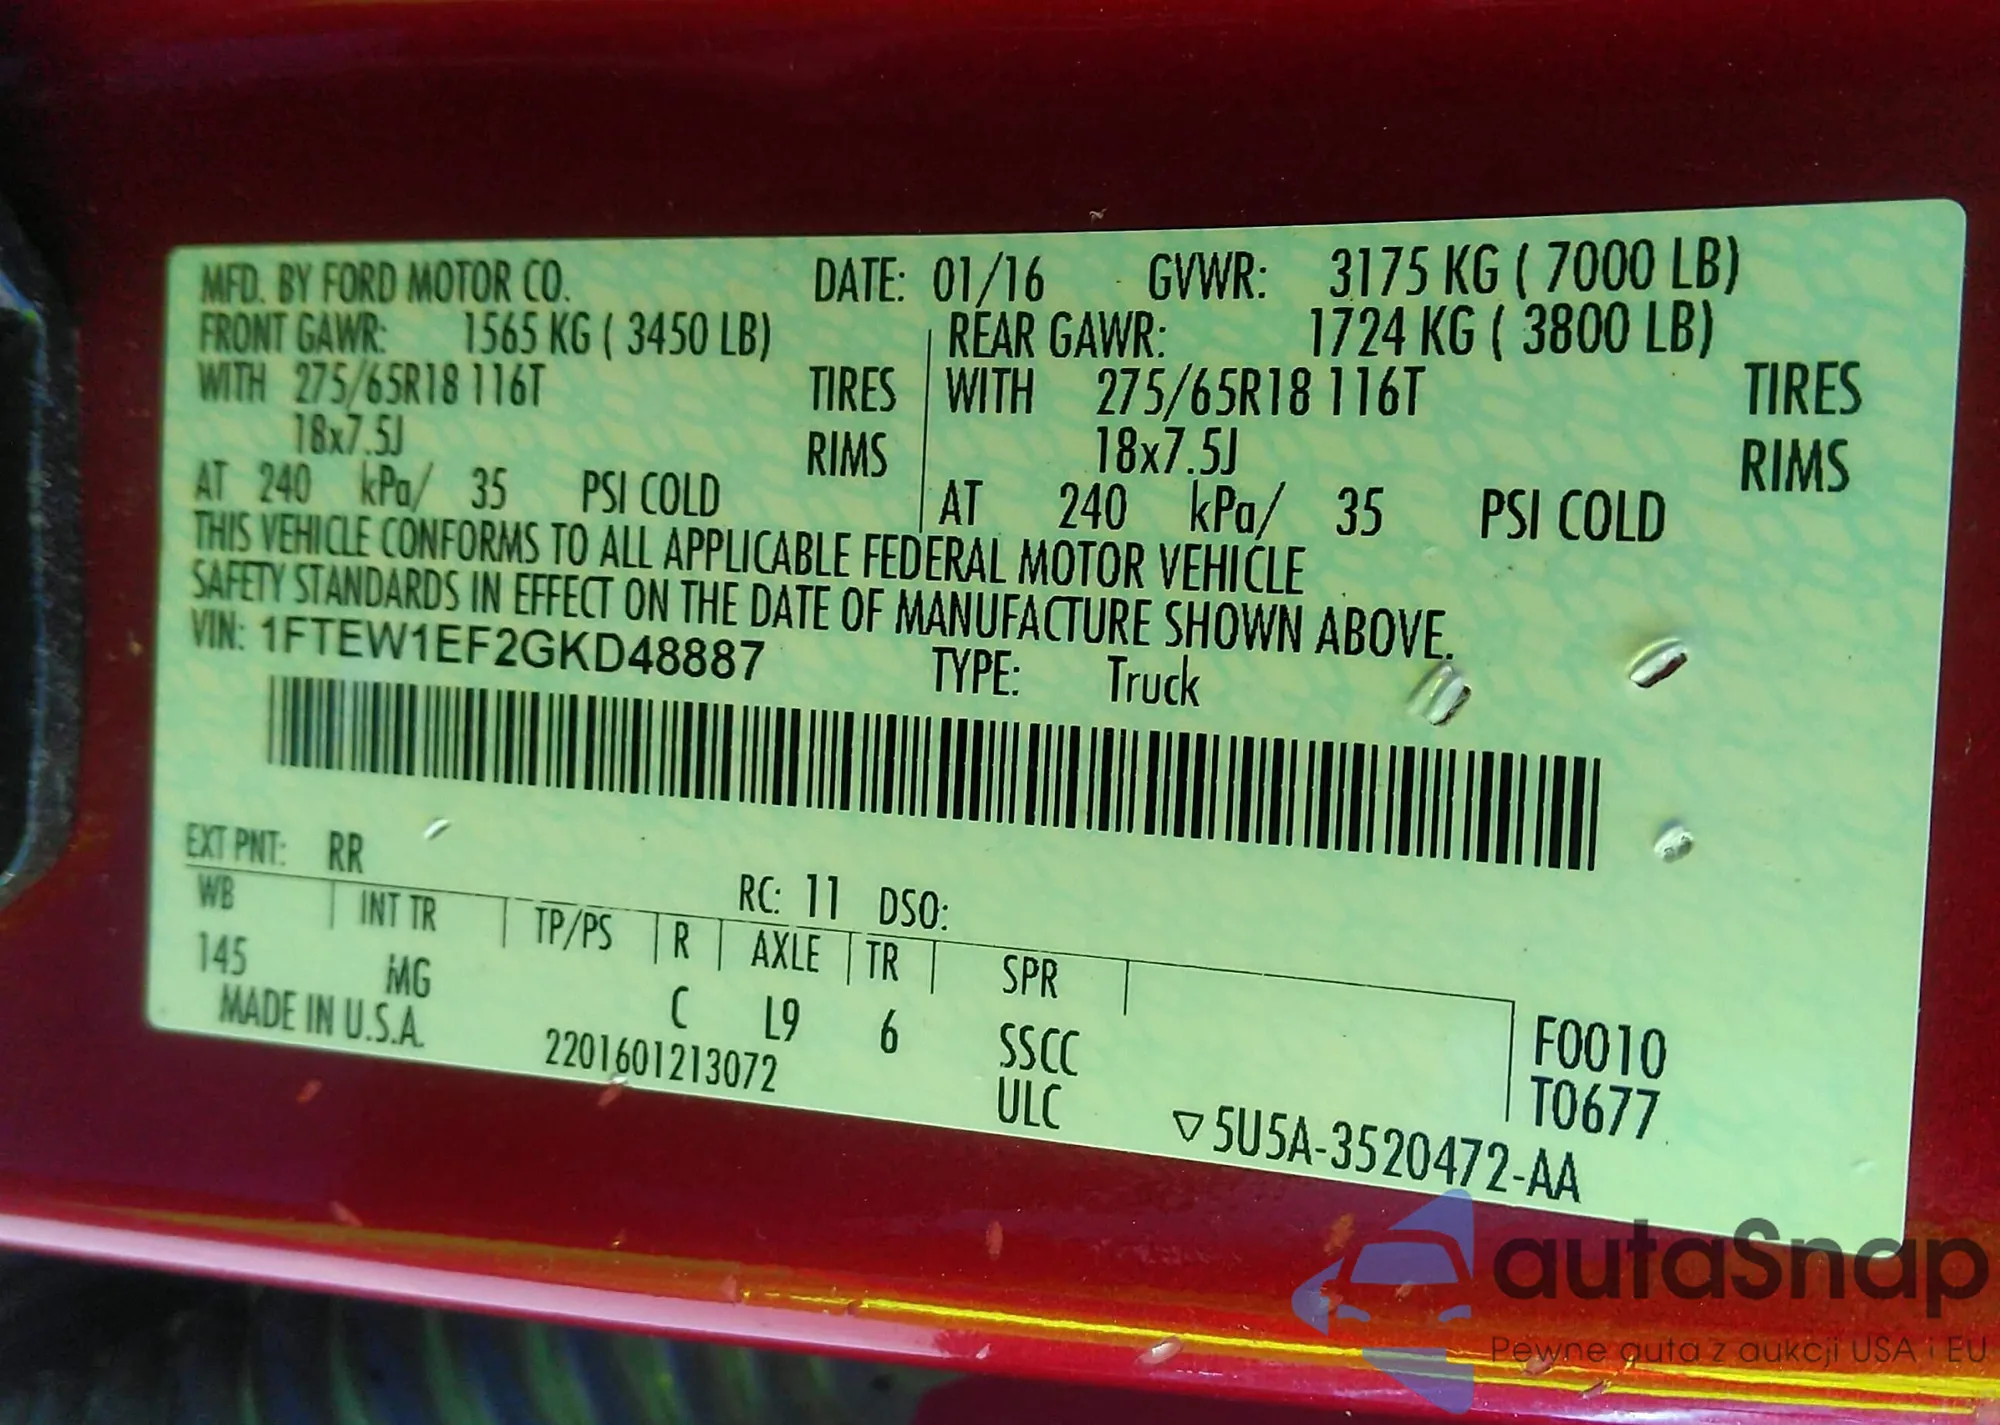 MFD. BY FORD MOTOR CO. DATE: 01/16 GVWR: 3175 KG ( 7000 LB)
FRONT GAWR: 1565 KG ( 3450 LB) REAR GAWR: 1724 KG ( 3800 LB)
WITH 275/65R18 116T TIRES WITH 275/65R18 116T TIRES
18x7.5J RIMS 18x7.5J RIMS
AT 240 kPa/ 35 PSI COLD AT 240 kPa/ 35 PSI COLD
THIS VEHICLE CONFORMS TO ALL APPLICABLE FEDERAL MOTOR VEHICLE
SAFETY STANDARDS IN EFFECT ON THE DATE OF MANUFACTURE SHOWN ABOVE.
VIN: 1FTEW1EF2GKD48887 TYPE: Truck
EXT PNT: RR RC: 11 DSO:
WB INT TR TP/PS R AXLE TR SPR
145 MG C L9 6 SSCC F0010
MADE IN U.S.A. 2201601213072 ULC T0677
▽5U5A-3520472-AA
autaSnap
Pewne auta z aukcji USA i EU